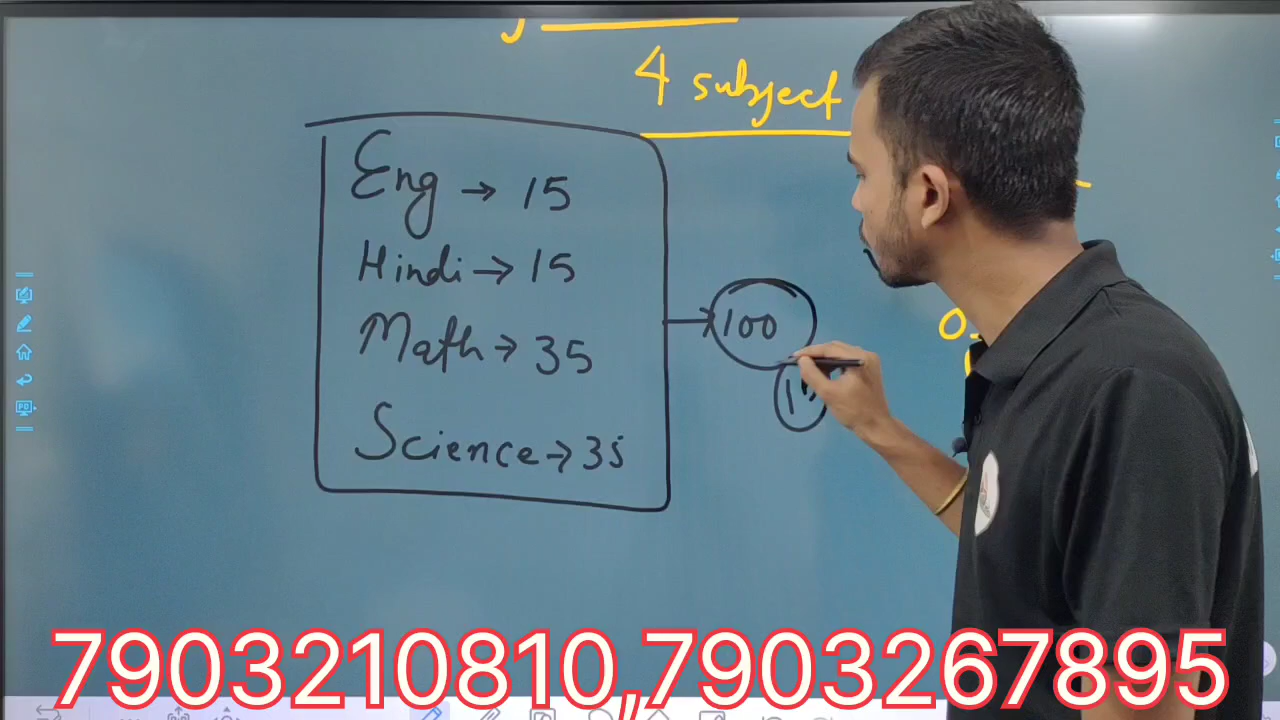 4 subject
Eng → 15
Hindi → 15
Math → 35
Science → 35
→ 100
7903210810,7903267895